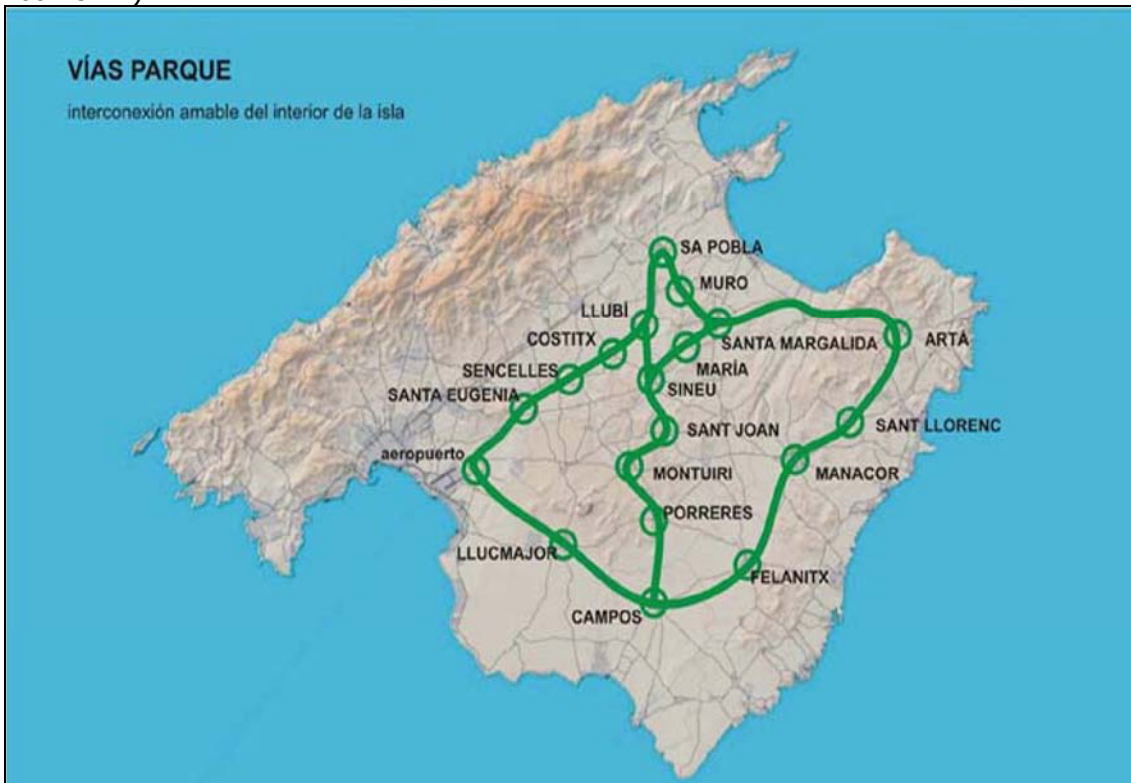 VÍAS PARQUE
interconexión amable del interior de la isla
SA POBLA
MURO
LLUBÍ
COSTITX
SANTA MARGALIDA
ARTÀ
MARÍA
SENCELLES
SINEU
SANTA EUGENIA
SANT JOAN
SANT LLORENC
aeropuerto
MONTUIRI
MANACOR
PORRERES
LLUCMAJOR
FELANITX
CAMPOS